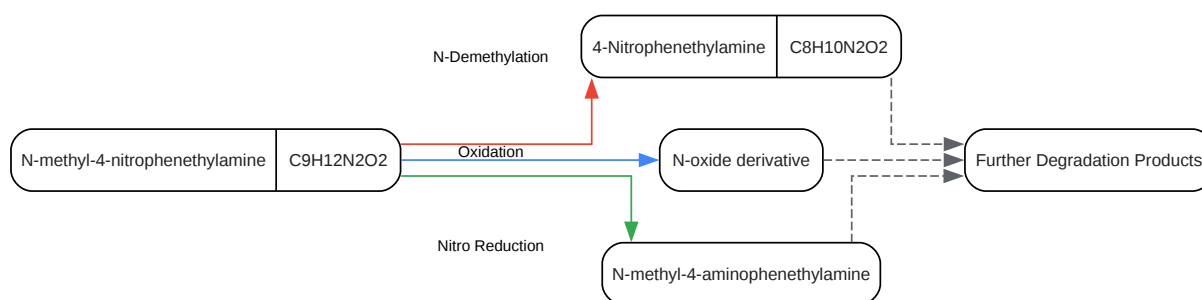 4-Nitrophenethylamine
C8H10N2O2
N-Demethylation
N-methyl-4-nitrophenethylamine
C9H12N2O2
Oxidation
N-oxide derivative
Further Degradation Products
Nitro Reduction
N-methyl-4-aminophenethylamine